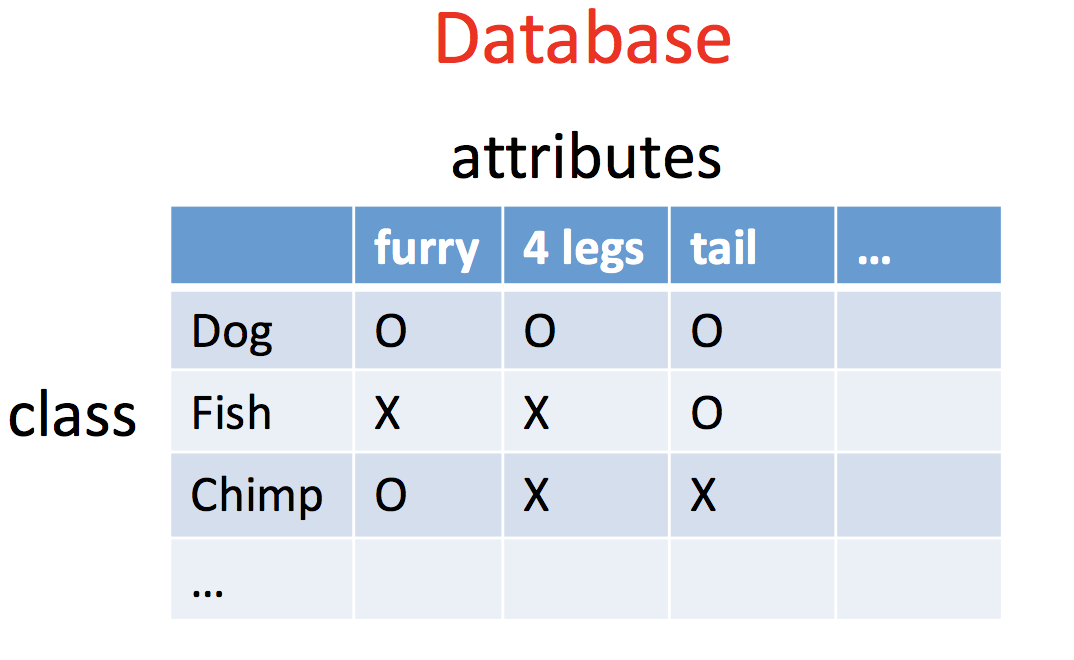 Database
attributes
furry 4 legs tail ...
Dog O O O
class
Fish X X O
Chimp O X X
...